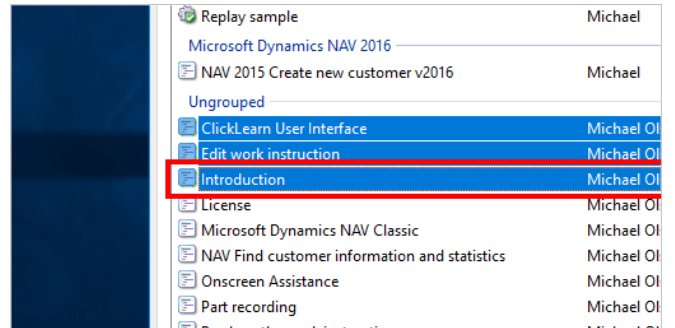 Replay sample Michael
Microsoft Dynamics NAV 2016
NAV 2015 Create new customer v2016 Michael
Ungrouped
ClickLearn User Interface Michael Ol
Edit work instruction Michael Ol
Introduction Michael Ol
License Michael Ol
Microsoft Dynamics NAV Classic Michael Ol
NAV Find customer information and statistics Michael Ol
Onscreen Assistance Michael Ol
Part recording Michael Ol